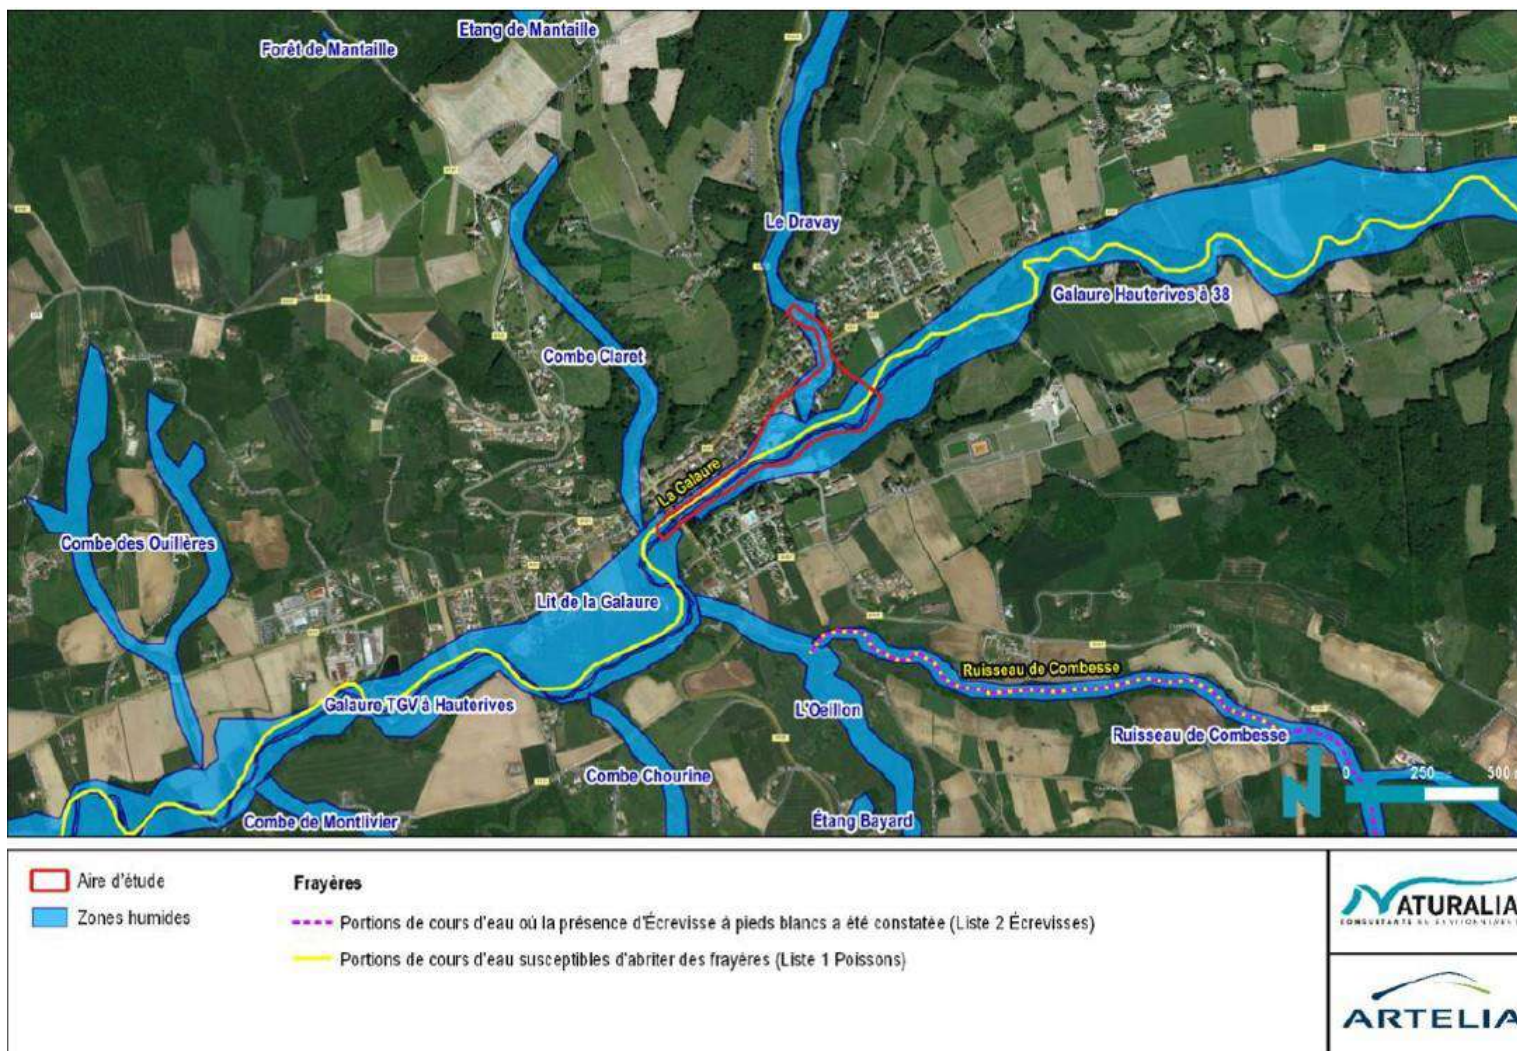 Etang de Mantaille
Forêt de Mantaille
Le Dravay
Galaure Hauterives à 38
Combe Claret
La Galaure
Combe des Ouillères
Lit de la Galaure
Ruisseau de Combesse
Galaure TGV à Hauterives
L'Oeillon
Ruisseau de Combesse
Combe Chourine
0 250 500 m
Combe de Montlivier
Étang Bayard
N
Aire d'étude
Zones humides
Frayères
Portions de cours d'eau où la présence d'Écrevisse à pieds blancs a été constatée (Liste 2 Écrevisses)
Portions de cours d'eau susceptibles d'abriter des frayères (Liste 1 Poissons)
NATURALIA
ARTELIA